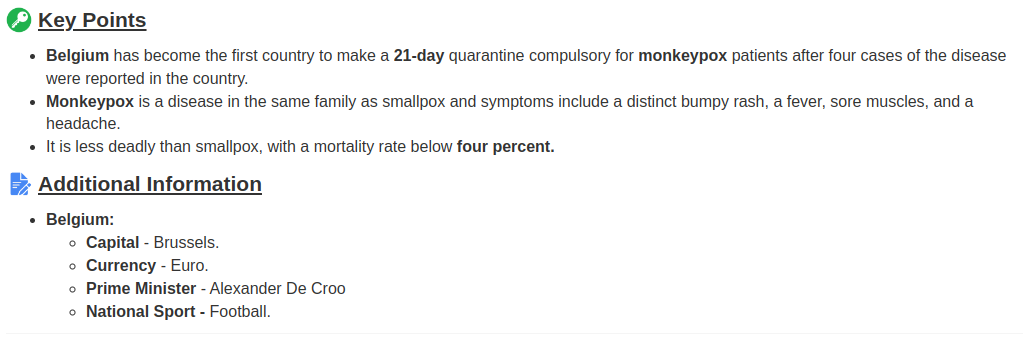 Key Points
• Belgium has become the first country to make a 21-day quarantine compulsory for monkeypox patients after four cases of the disease
were reported in the country.
• Monkeypox is a disease in the same family as smallpox and symptoms include a distinct bumpy rash, a fever, sore muscles, and a
headache.
• It is less deadly than smallpox, with a mortality rate below four percent.
Additional Information
• Belgium:
◦ Capital - Brussels.
◦ Currency - Euro.
◦ Prime Minister - Alexander De Croo
◦ National Sport - Football.